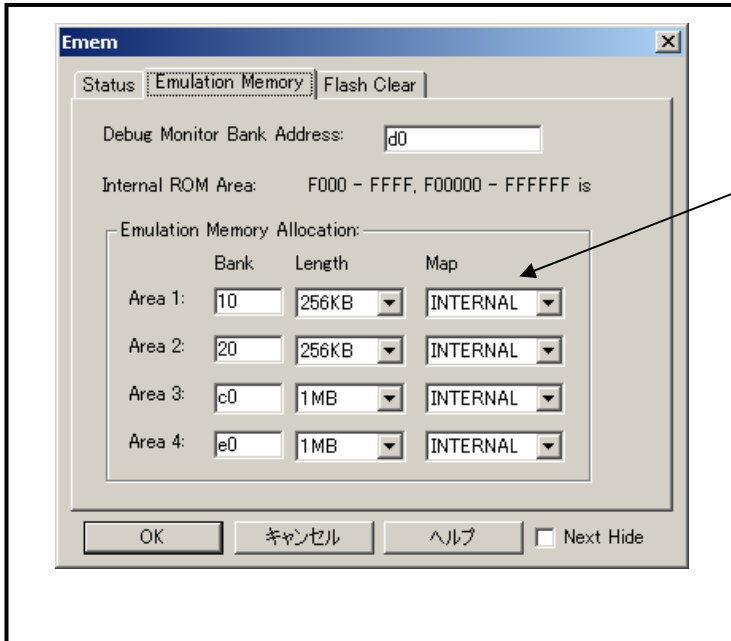 Emem
Status Emulation Memory Flash Clear
Debug Monitor Bank Address: d0
Internal ROM Area: F000 - FFFF, F00000 - FFFFFF is
Emulation Memory Allocation:
Bank Length Map
Area 1: 10 256KB INTERNAL
Area 2: 20 256KB INTERNAL
Area 3: c0 1MB INTERNAL
Area 4: e0 1MB INTERNAL
OK キャンセル ヘルプ Next Hide